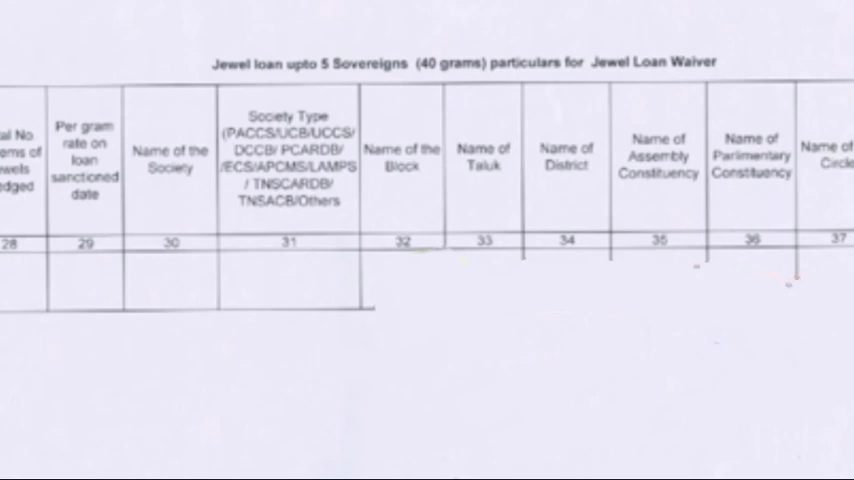 Jewel loan upto 5 Sovereigns (40 grams) particulars for Jewel Loan Waiver
Per gram
rate on
loan
sanctioned
date
Name of the
Society
Society Type
(PACCS/UCB/UCCS/
DCCB/ PCARDB/
/ECS/APCMS/LAMPS
/ TNSCARDB/
TNSACB/Others
Name of the
Block
Name of
Taluk
Name of
District
Name of
Assembly
Constituency
Name of
Parlimentary
Constituency
Name of
28 29 30 31 32 33 34 35 36 37